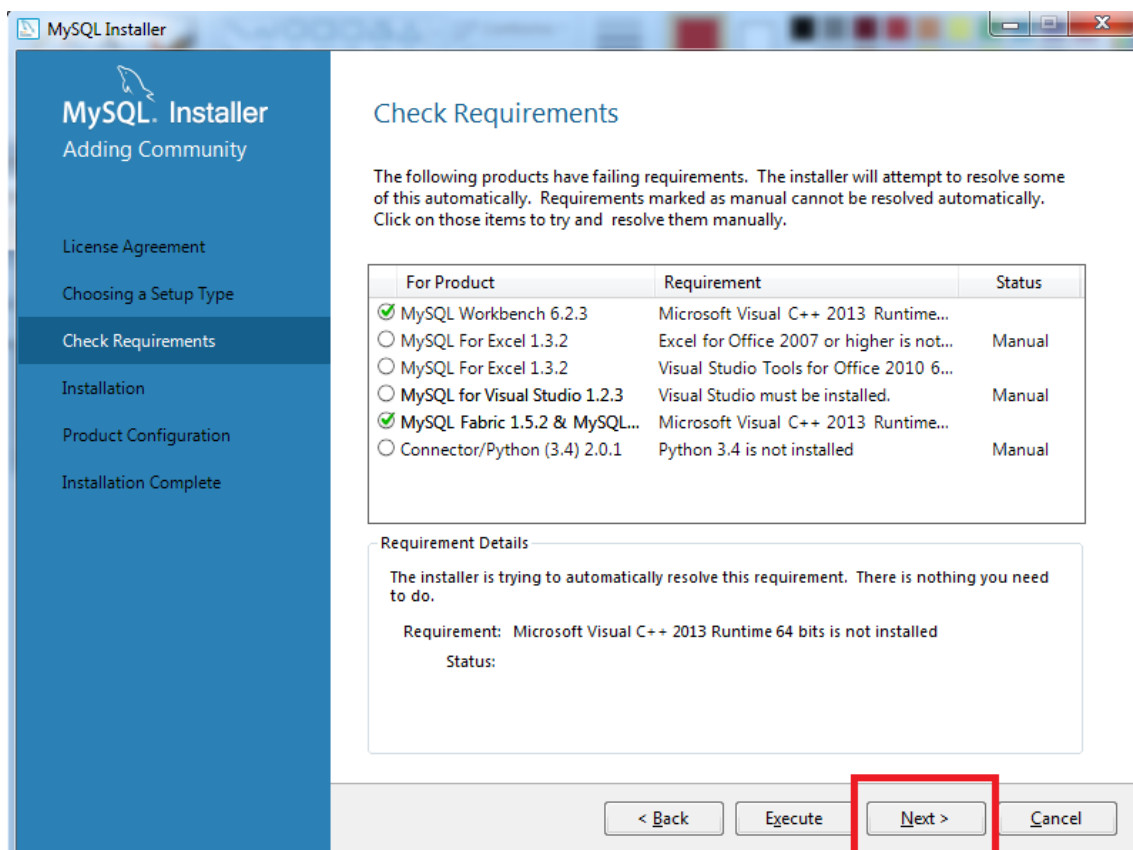 MySQL Installer
MySQL. Installer
Adding Community
License Agreement
Choosing a Setup Type
Check Requirements
Installation
Product Configuration
Installation Complete
Check Requirements
The following products have failing requirements. The installer will attempt to resolve some
of this automatically. Requirements marked as manual cannot be resolved automatically.
Click on those items to try and resolve them manually.
For Product Requirement Status
MySQL Workbench 6.2.3 Microsoft Visual C++ 2013 Runtime...
MySQL For Excel 1.3.2 Excel for Office 2007 or higher is not... Manual
MySQL For Excel 1.3.2 Visual Studio Tools for Office 2010 6...
MySQL for Visual Studio 1.2.3 Visual Studio must be installed. Manual
MySQL Fabric 1.5.2 & MySQL... Microsoft Visual C++ 2013 Runtime...
Connector/Python (3.4) 2.0.1 Python 3.4 is not installed Manual
Requirement Details
The installer is trying to automatically resolve this requirement. There is nothing you need
to do.
Requirement: Microsoft Visual C++ 2013 Runtime 64 bits is not installed
Status:
< Back Execute Next > Cancel